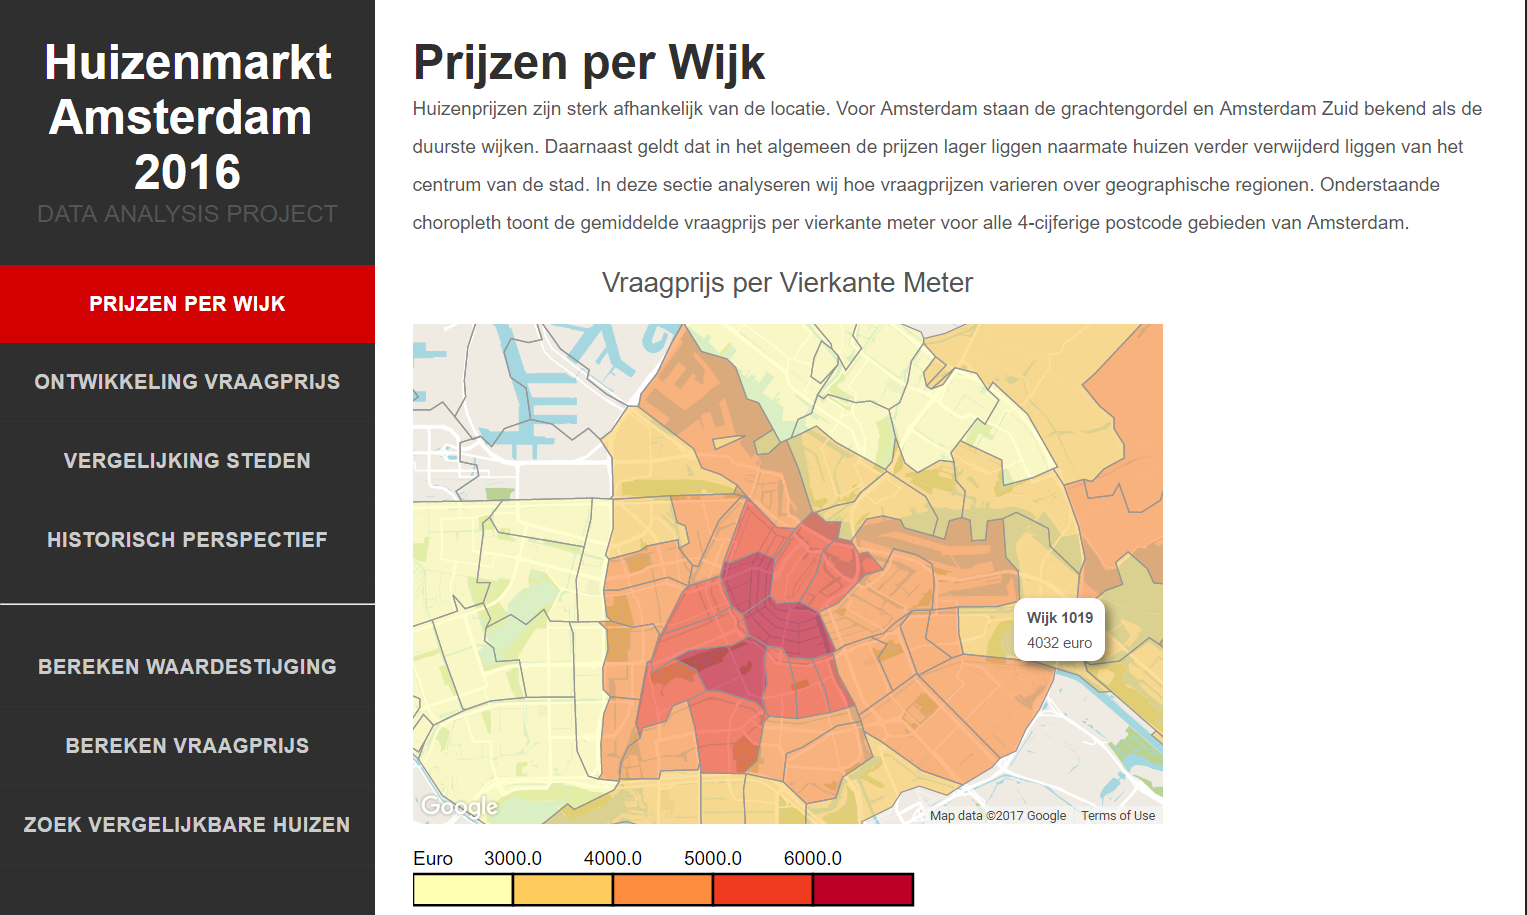 Huizenmarkt
Amsterdam
2016
DATA ANALYSIS PROJECT
PRIJZEN PER WIJK
ONTWIKKELING VRAAGPRIJS
VERGELIJKING STEDEN
HISTORISCH PERSPECTIEF
BEREKEN WAARDESTIJGING
BEREKEN VRAAGPRIJS
ZOEK VERGELIJKBARE HUIZEN
Prijzen per Wijk
Huizenprijzen zijn sterk afhankelijk van de locatie. Voor Amsterdam staan de grachtengordel en Amsterdam Zuid bekend als de
duurste wijken. Daarnaast geldt dat in het algemeen de prijzen lager liggen naarmate huizen verder verwijderd liggen van het
centrum van de stad. In deze sectie analyseren wij hoe vraagprijzen varieren over geographische regionen. Onderstaande
choropleth toont de gemiddelde vraagprijs per vierkante meter voor alle 4-cijferige postcode gebieden van Amsterdam.
Vraagprijs per Vierkante Meter
Wijk 1019
4032 euro
Google
Map data ©2017 Google Terms of Use
Euro 3000.0 4000.0 5000.0 6000.0